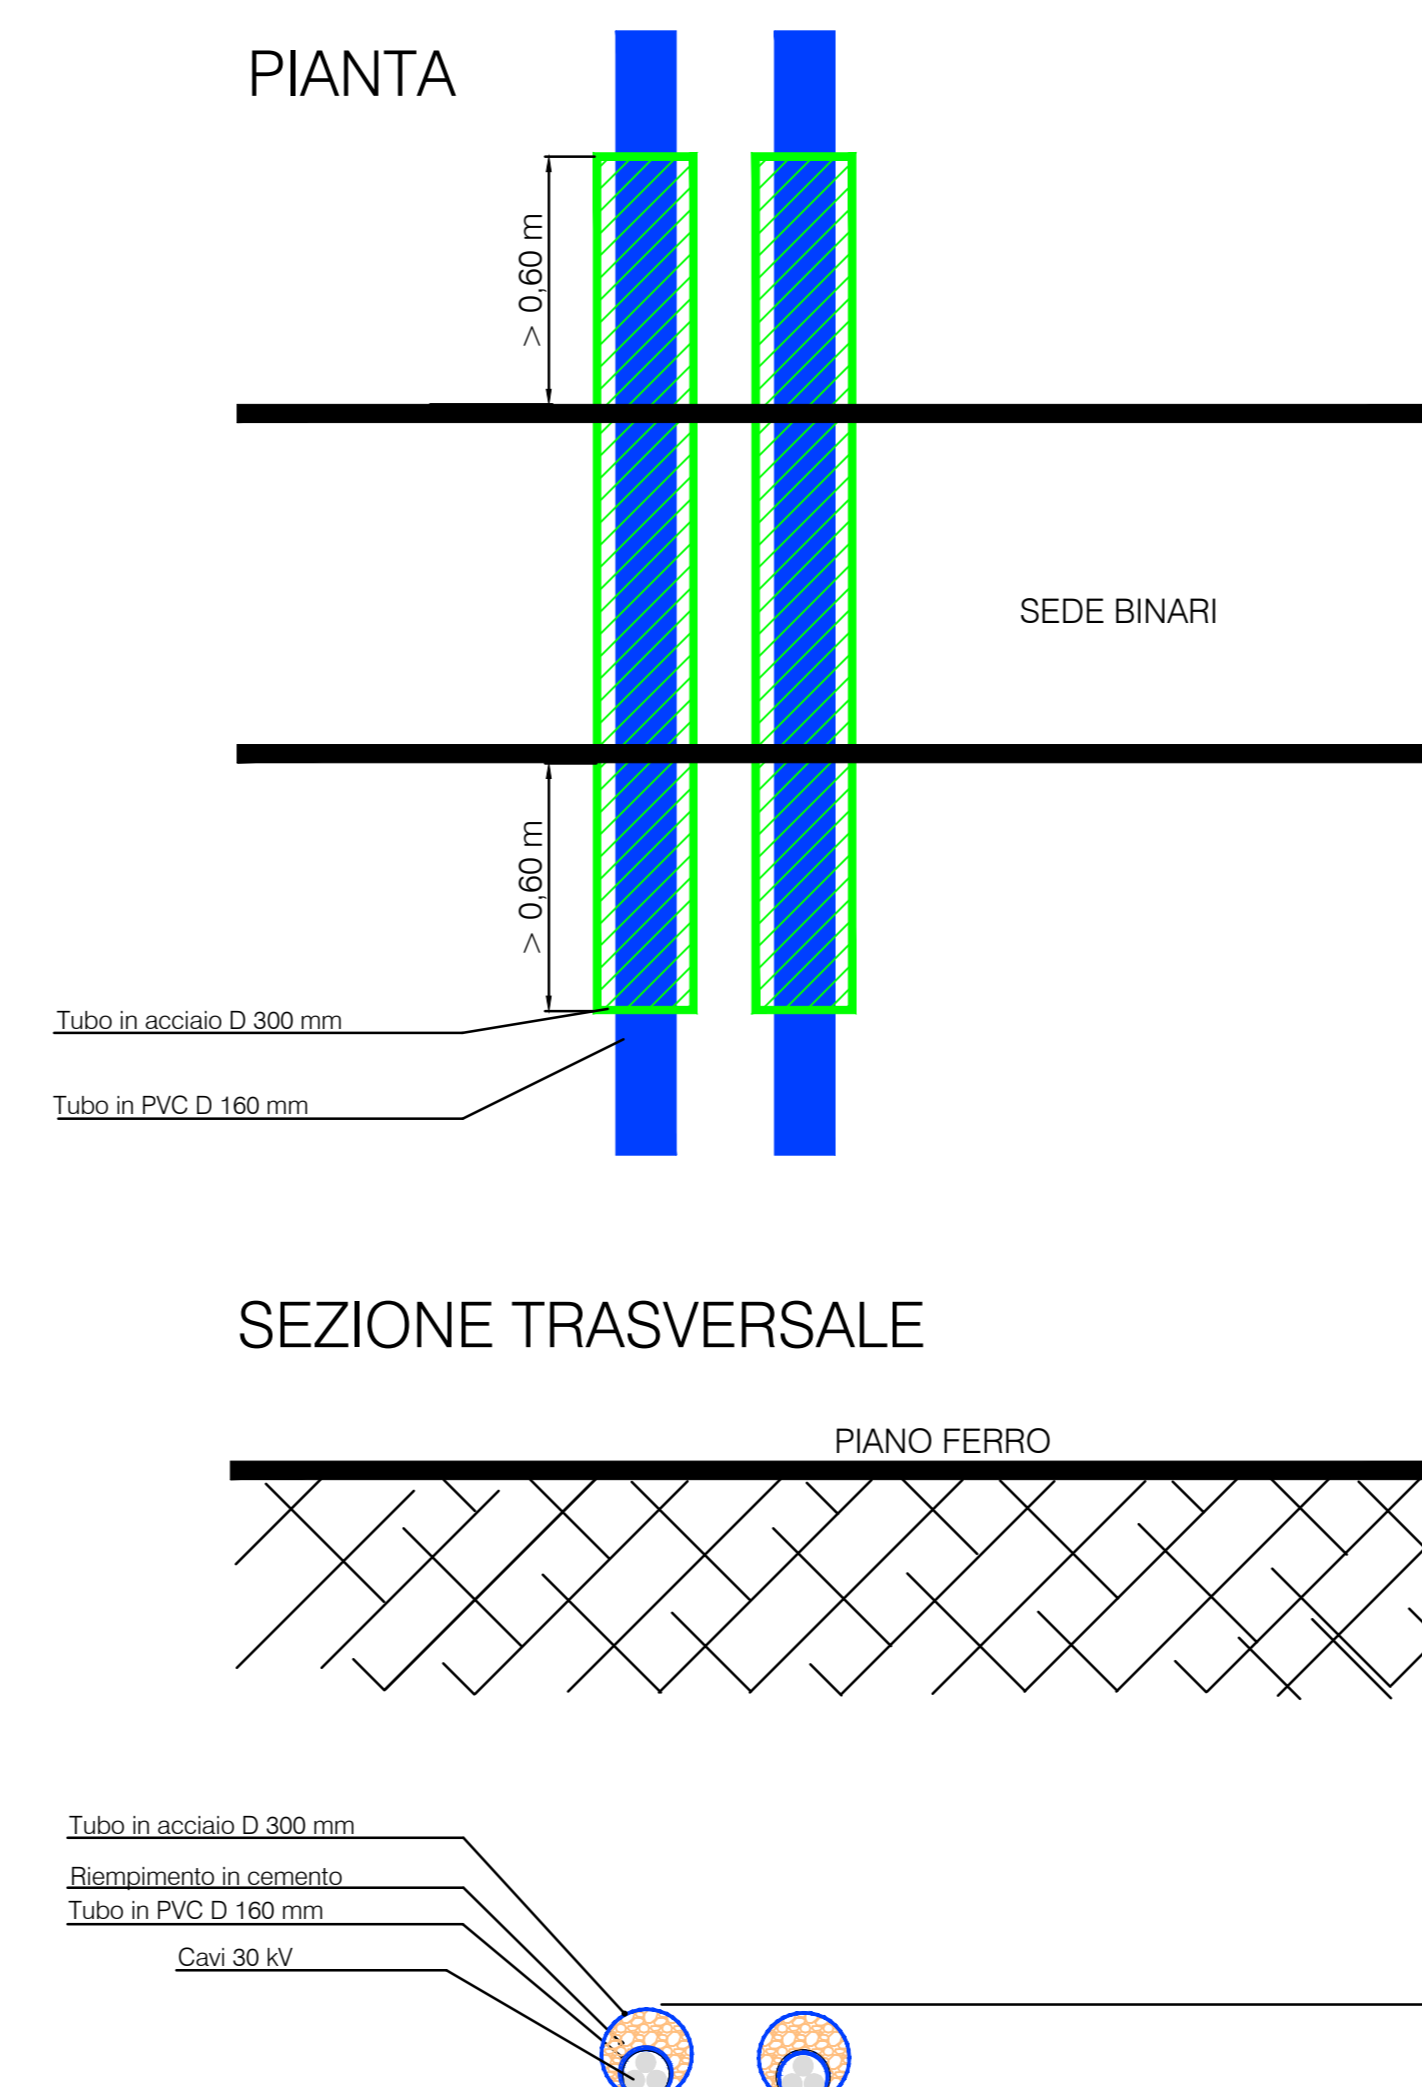 PIANTA
> 0,60 m
SEDE BINARI
> 0,60 m
Tubo in acciaio D 300 mm
Tubo in PVC D 160 mm
SEZIONE TRASVERSALE
PIANO FERRO
Tubo in acciaio D 300 mm
Riempimento in cemento
Tubo in PVC D 160 mm
Cavi 30 kV